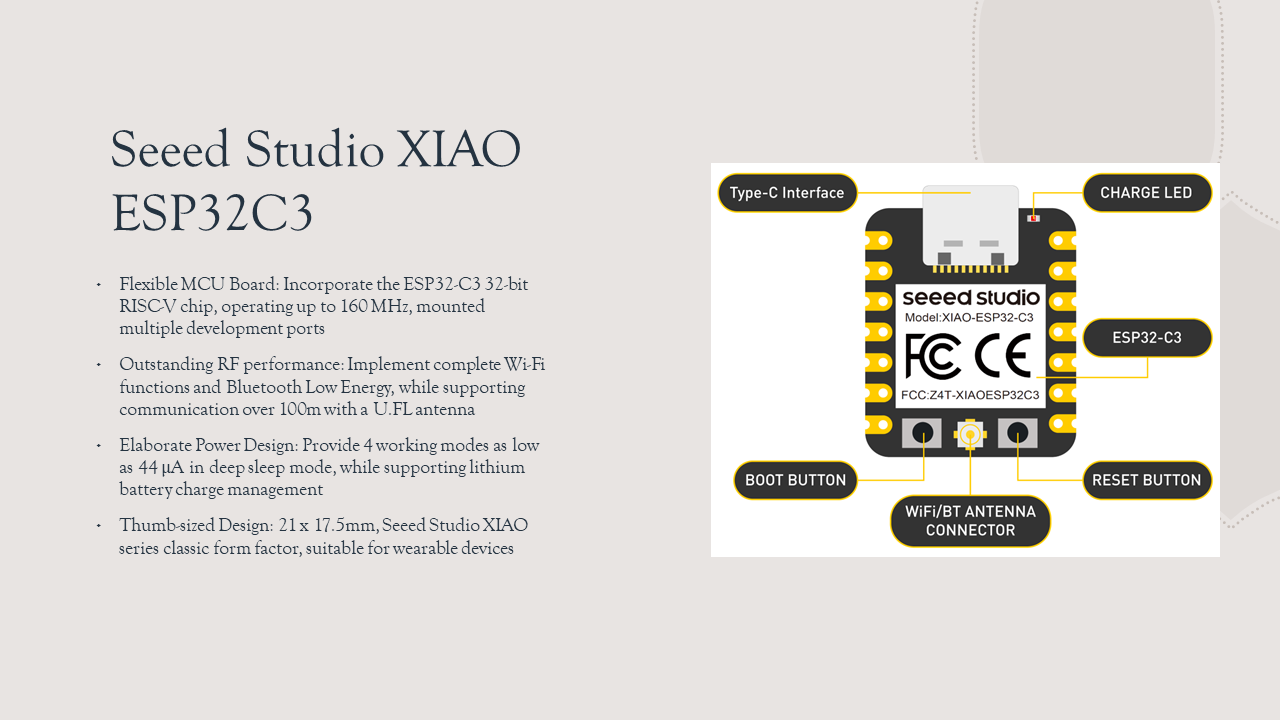 Seeed Studio XIAO
ESP32C3
• Flexible MCU Board: Incorporate the ESP32-C3 32-bit
RISC-V chip, operating up to 160 MHz, mounted
multiple development ports
• Outstanding RF performance: Implement complete Wi-Fi
functions and Bluetooth Low Energy, while supporting
communication over 100m with a U.FL antenna
• Elaborate Power Design: Provide 4 working modes as low
as 44 μA in deep sleep mode, while supporting lithium
battery charge management
• Thumb-sized Design: 21 x 17.5mm, Seeed Studio XIAO
series classic form factor, suitable for wearable devices
Type-C Interface
CHARGE LED
seeed studio
Model:XIAO-ESP32-C3
FC CE
FCC:Z4T-XIAOESP32C3
ESP32-C3
BOOT BUTTON
RESET BUTTON
WiFi/BT ANTENNA
CONNECTOR